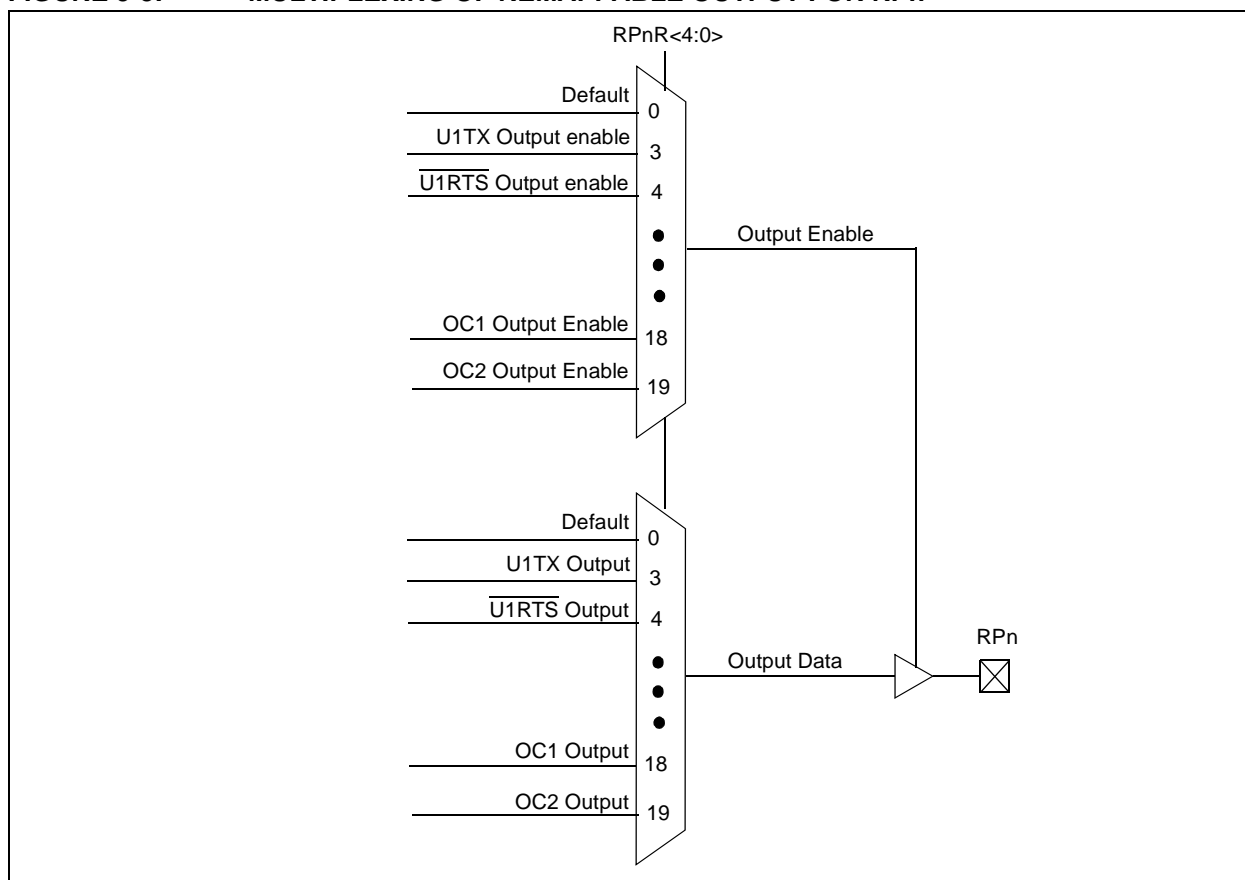 RPnR<4:0>
Default
0
U1TX Output enable
3
U1RTS Output enable
4
Output Enable
OC1 Output Enable
18
OC2 Output Enable
19
Default
0
U1TX Output
3
U1RTS Output
4
RPn
Output Data
OC1 Output
18
OC2 Output
19